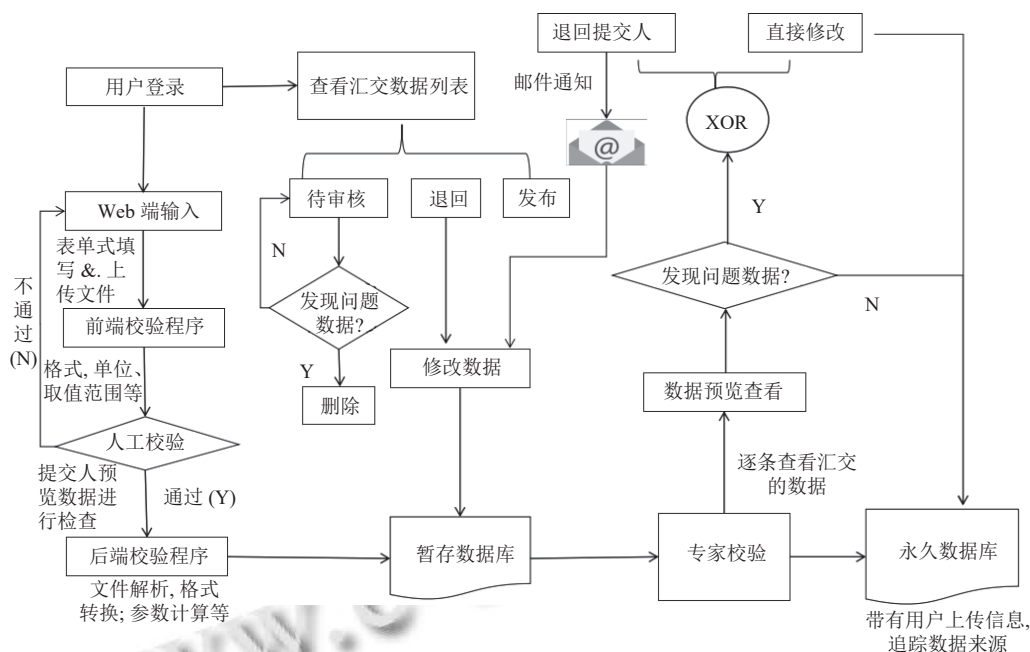 退回提交人
直接修改
用户登录
查看汇交数据列表
邮件通知
XOR
@
待审核
退回
发布
Web 端输入
Y
N
表单式填
写 &. 上
传文件
不
通
过
(N)
发现问题
数据?
发现问题数据?
N
前端校验程序
修改数据
格式, 单位、
取值范围等
Y
删除
数据预览查看
人工校验
提交人预
览数据进
行检查
通过 (Y)
逐条查看汇交
的数据
后端校验程序
暂存数据库
专家校验
永久数据库
文件解析, 格式
转换; 参数计算等
带有用户上传信息,
追踪数据来源